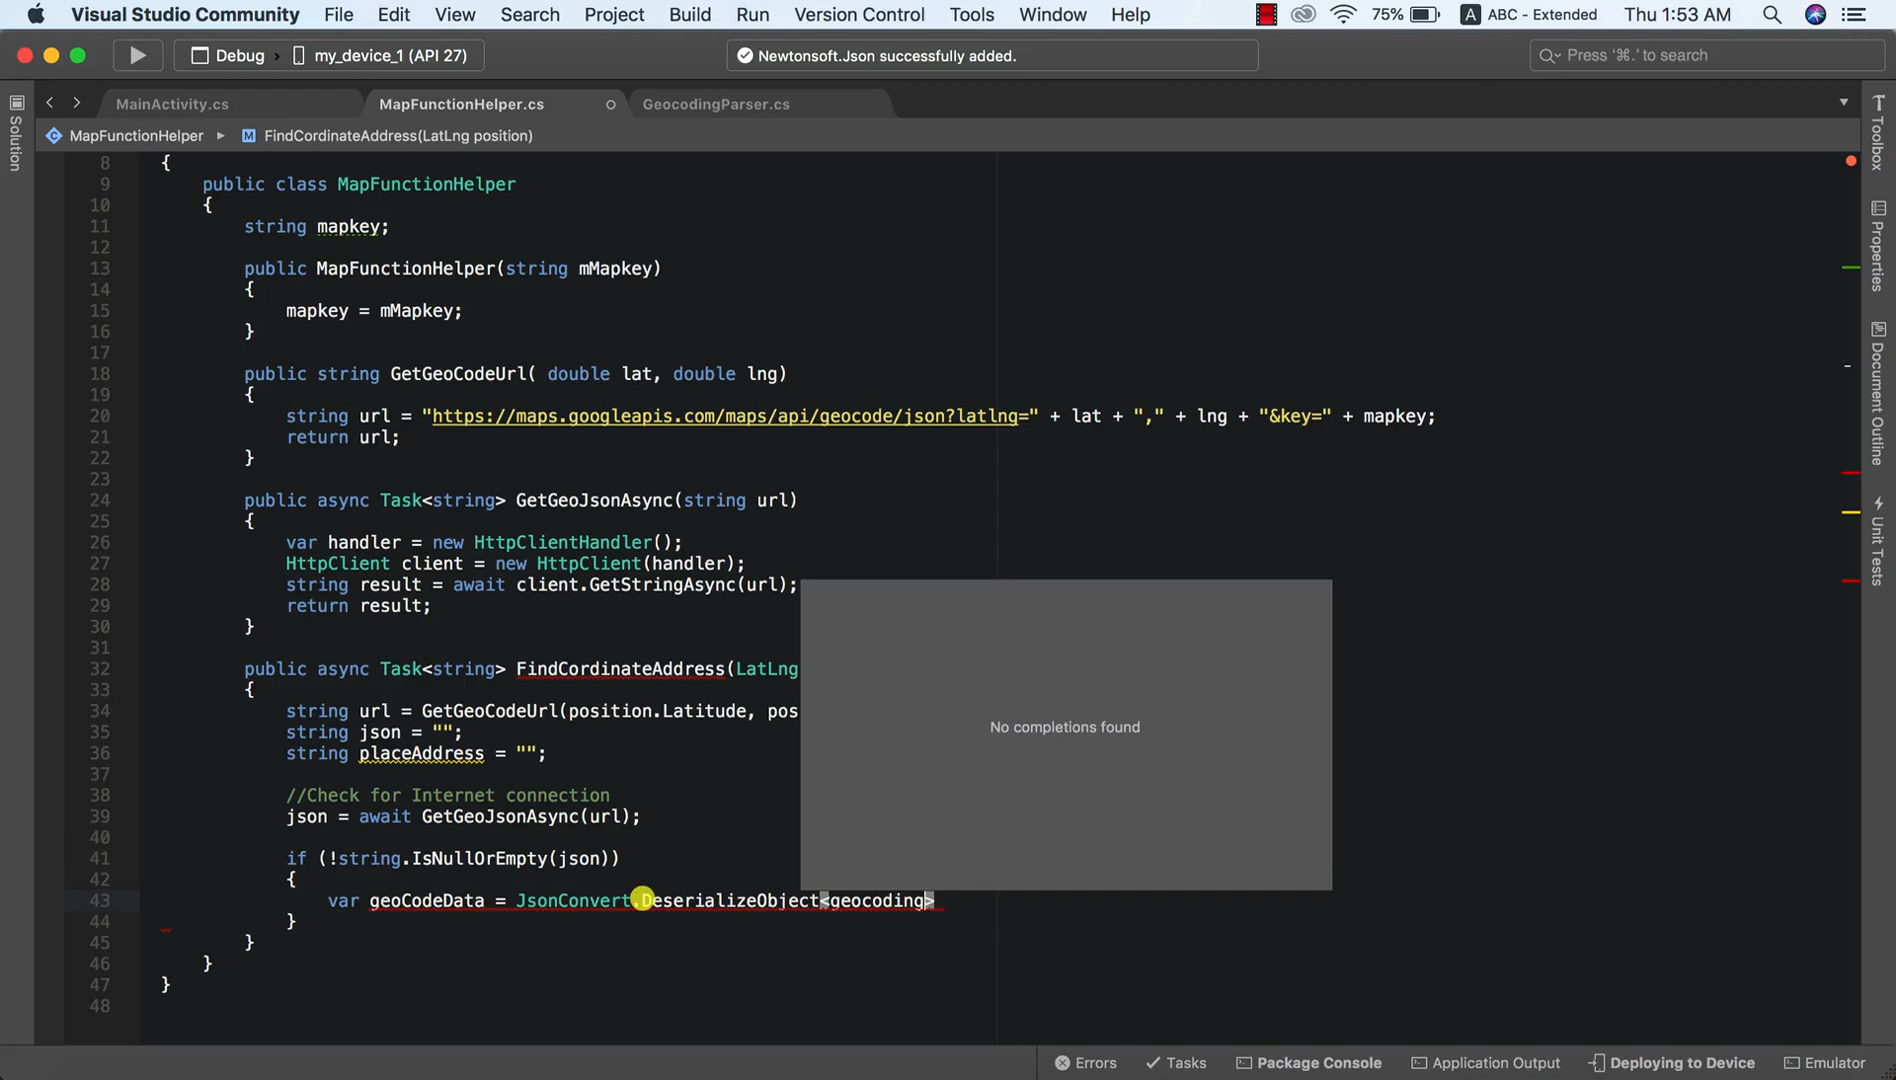 Visual Studio Community File Edit View Search Project Build Run Version Control Tools Window Help 75% A ABC - Extended Thu 1:53 AM
Debug my_device_1 (API 27) Newtonsoft.Json successfully added. Press '⌘.' to search
MainActivity.cs MapFunctionHelper.cs GeocodingParser.cs
C MapFunctionHelper M FindCordinateAddress(LatLng position)
Solution
Toolbox
Properties
Document Outline
Unit Tests
8 {
9 public class MapFunctionHelper
10 {
11 string mapkey;
12
13 public MapFunctionHelper(string mMapkey)
14 {
15 mapkey = mMapkey;
16 }
17
18 public string GetGeoCodeUrl( double lat, double lng)
19 {
20 string url = "https://maps.googleapis.com/maps/api/geocode/json?latlng=" + lat + "," + lng + "&key=" + mapkey;
21 return url;
22 }
23
24 public async Task<string> GetGeoJsonAsync(string url)
25 {
26 var handler = new HttpClientHandler();
27 HttpClient client = new HttpClient(handler);
28 string result = await client.GetStringAsync(url);
29 return result;
30 }
31
32 public async Task<string> FindCordinateAddress(LatLng
33 {
34 string url = GetGeoCodeUrl(position.Latitude, pos
35 string json = "";
36 string placeAddress = "";
37
38 //Check for Internet connection
39 json = await GetGeoJsonAsync(url);
40
41 if (!string.IsNullOrEmpty(json))
42 {
43 var geoCodeData = JsonConvert.DeserializeObject<geocoding>
44 }
45 }
46 }
47 }
48
No completions found
Errors Tasks Package Console Application Output Deploying to Device Emulator